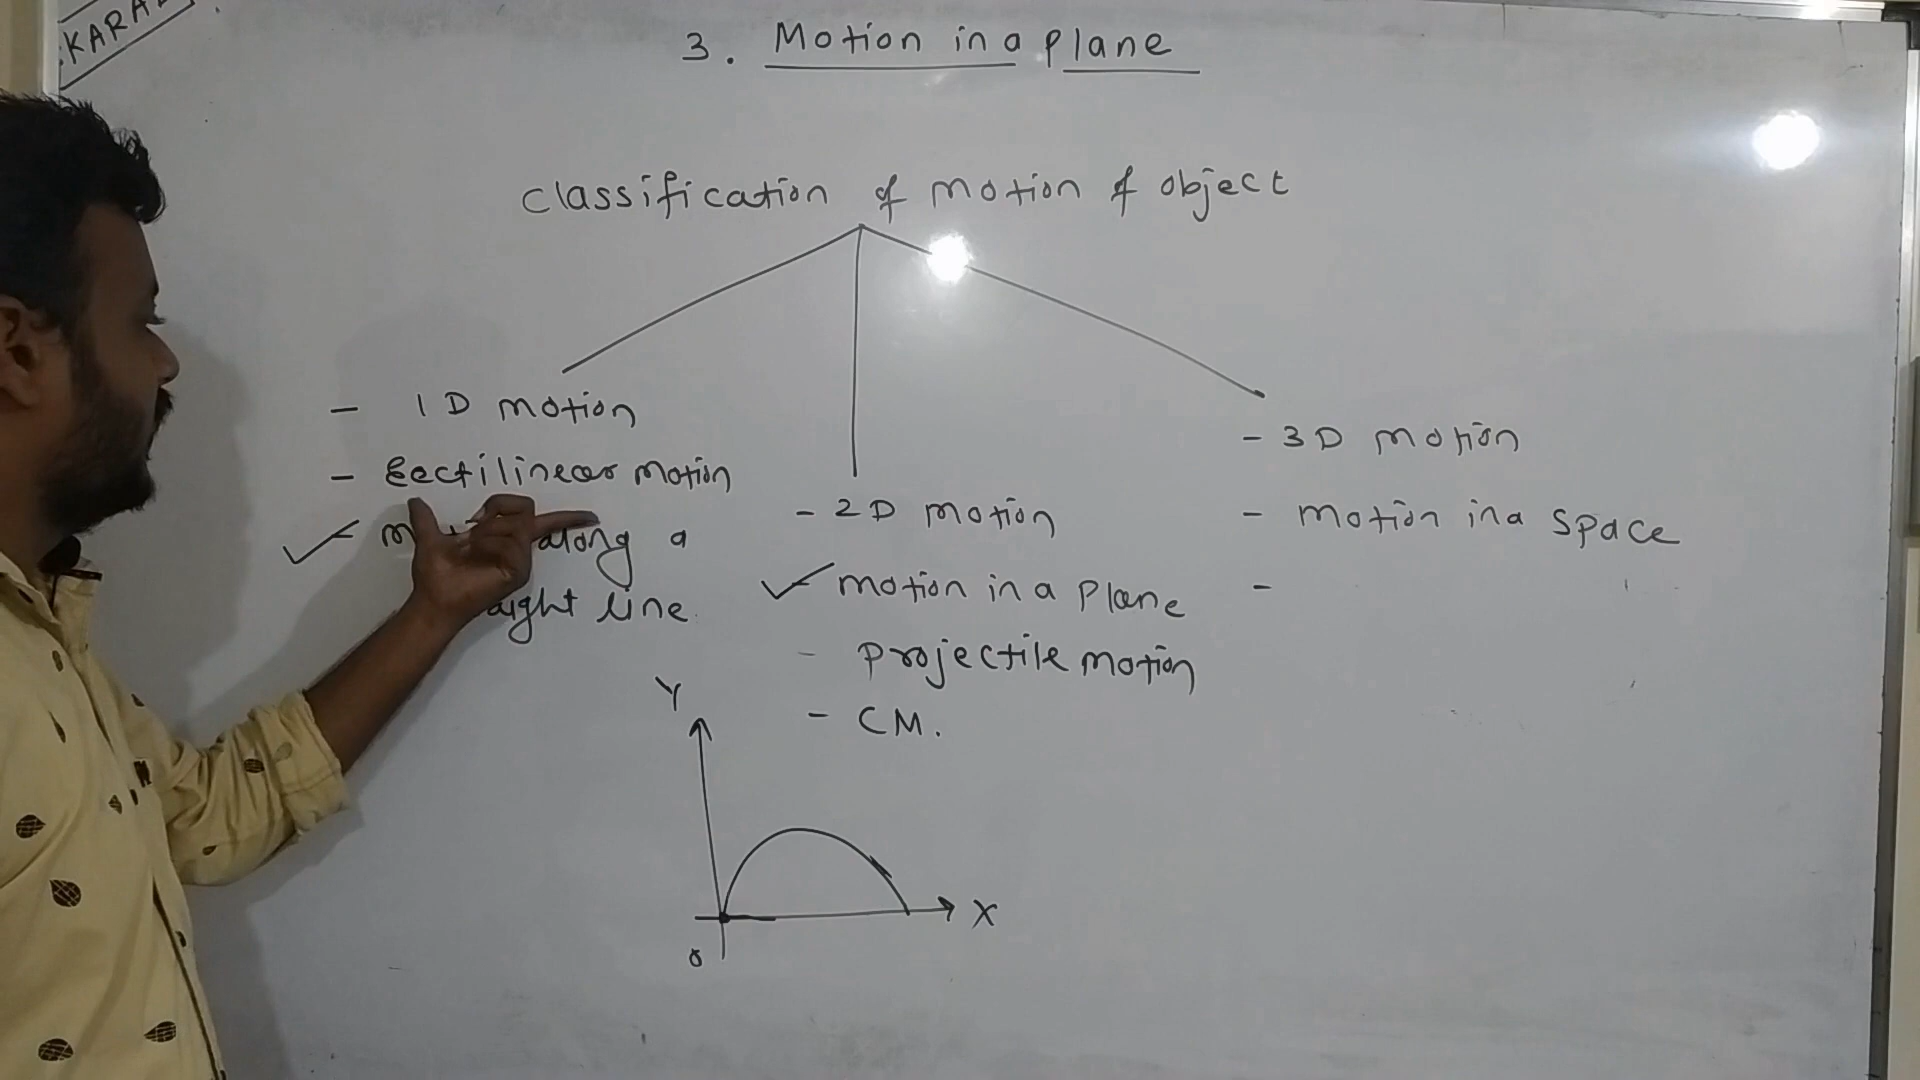 3. Motion in a plane
classification of motion of object
- 1D motion
- Rectilinear motion
along a
line.
- 2D motion
motion in a plane
- projectile motion
- CM.
- 3D motion
- motion in a space
-
Y
X
O